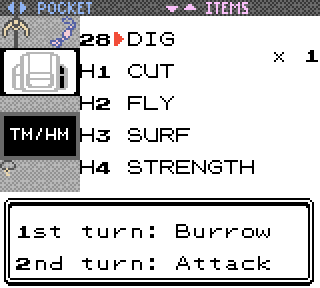 ◀▶ POCKET ▼▲ ITEMS
28▶DIG
× 1
H1 CUT
H2 FLY
TM/HM
H3 SURF
H4 STRENGTH
1st turn: Burrow
2nd turn: Attack